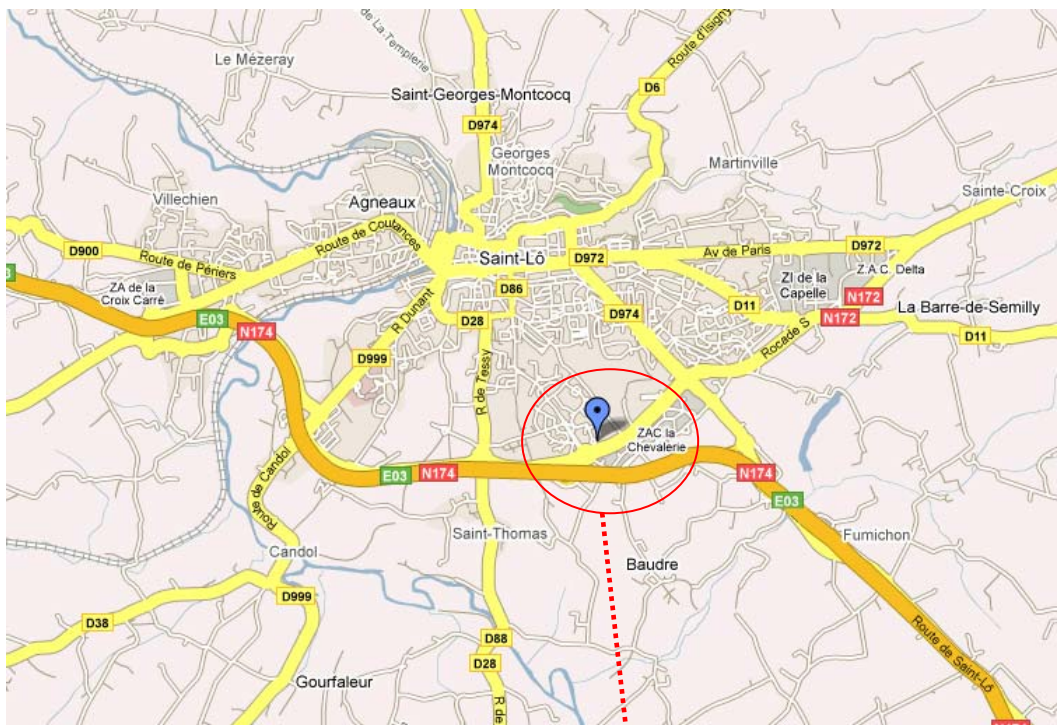 Le Mézeray
de La Templerie
Route d'Isigny
D6
Saint-Georges-Montcocq
D974
Georges
Montcocq
Martinville
Villechien
Agneaux
Sainte-Croix
Route de Coutances
D900
Route de Périers
Saint-Lô
D972
Av de Paris
D972
ZA de la
Croix Carré
D86
ZI de la
Capelle
Z.A.C. Delta
N172
E03
N174
R Dunant
D28
D974
D11
N172
La Barre-de-Semilly
D11
Rocade S
D999
R de Tessy
ZAC la
Chevalerie
Route de Candol
E03
N174
N174
E03
Saint-Thomas
Fumichon
Candol
Baudre
D999
D38
D88
D28
Route de Saint-Lô
Gourfaleur
R de